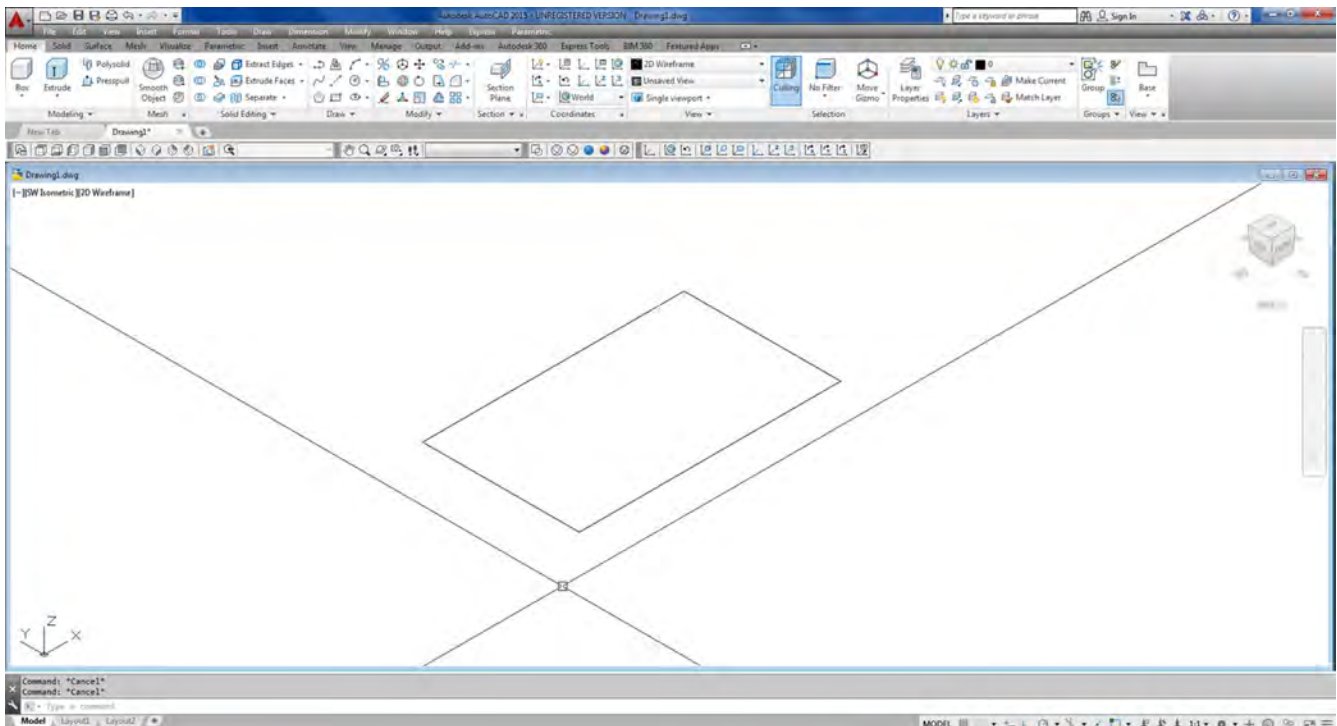 Autodesk AutoCAD 2015 - UNREGISTERED VERSION Drawing1.dwg Type a keyword or phrase Sign In
File Edit View Insert Format Tools Draw Dimension Modify Window Help Express Parametric
Home Solid Surface Mesh Visualize Parametric Insert Annotate View Manage Output Add-ins Autodesk 360 Express Tools BIM 360 Featured Apps
Polysolid Extract Edges 2D Wireframe 0
Presspull Extrude Faces Unsaved View Make Current
Box Extrude Smooth Object Separate Section Plane World Single viewport Culling No Filter Move Gizmo Layer Properties Match Layer Group Base
Modeling Mesh Solid Editing Draw Modify Section Coordinates View Selection Layers Groups View
New Tab Drawing1*
Drawing1.dwg
[-][SW Isometric][2D Wireframe]
Z
Y X
Command: *Cancel*
Command: *Cancel*
Type a command
Model Layout1 Layout2
MODEL 1:1